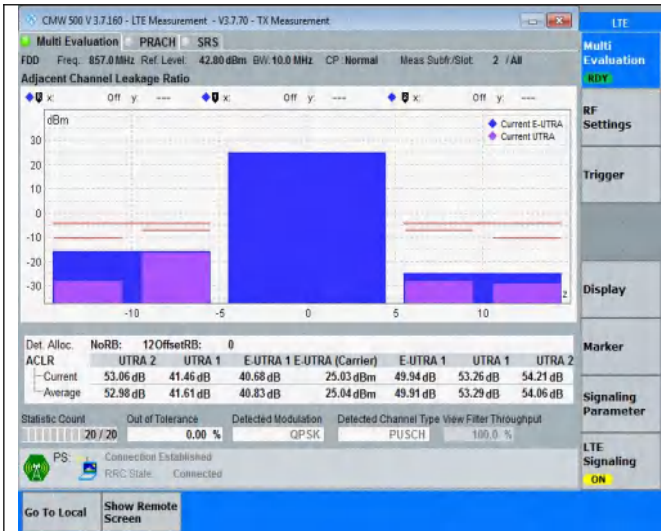 CMW 500 V 3.7.160 - LTE Measurement - V3.7.70 - TX Measurement
LTE
Multi Evaluation PRACH SRS
Multi Evaluation
RDY
FDD Freq. 857.0 MHz Ref. Level: 42.80 dBm BW: 10.0 MHz CP: Normal Meas Subfr./Slot: 2 / All
Adjacent Channel Leakage Ratio
x: Off y: --- x: Off y: --- x: Off y: ---
dBm
Current E-UTRA
Current UTRA
RF Settings
30
20
Trigger
10
0
-10
-20
-30
Display
z
-10 -5 0 5 10
Det. Alloc. NoRB: 12 OffsetRB: 0
Marker
ACLR UTRA 2 UTRA 1 E-UTRA 1 E-UTRA (Carrier) E-UTRA 1 UTRA 1 UTRA 2
Current 53.06 dB 41.46 dB 40.68 dB 25.03 dBm 49.94 dB 53.26 dB 54.21 dB
Average 52.98 dB 41.61 dB 40.83 dB 25.04 dBm 49.91 dB 53.29 dB 54.06 dB
Signaling Parameter
Statistic Count Out of Tolerance Detected Modulation Detected Channel Type View Filter Throughput
20 / 20 0.00 % QPSK PUSCH 100.0 %
PS: Connection Established
RRC State: Connected
LTE Signaling
ON
Go To Local
Show Remote Screen